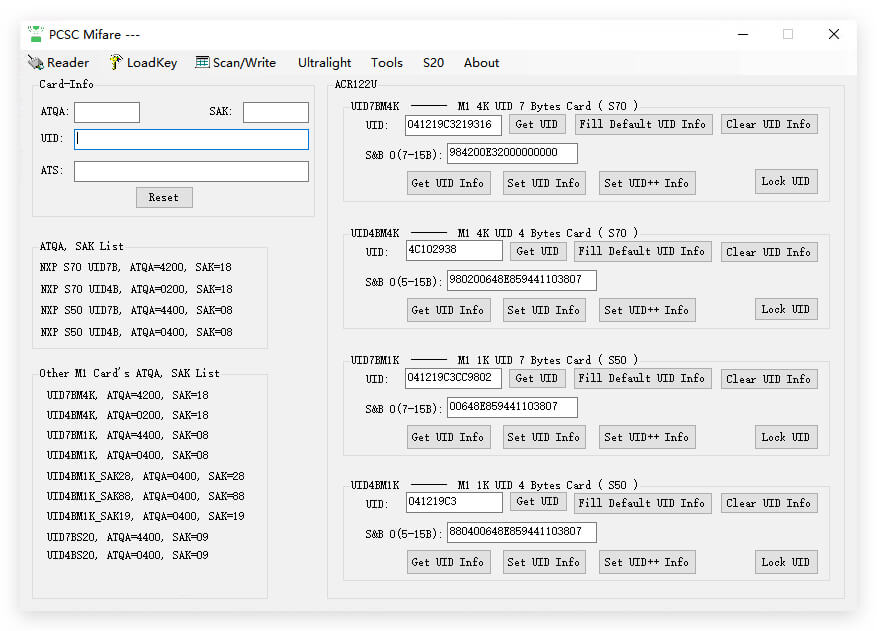 PCSC Mifare ---
Reader LoadKey Scan/Write Ultralight Tools S20 About
Card-Info
ATQA: SAK:
UID:
ATS:
Reset
ATQA, SAK List
NXP S70 UID7B, ATQA=4200, SAK=18
NXP S70 UID4B, ATQA=0200, SAK=18
NXP S50 UID7B, ATQA=4400, SAK=08
NXP S50 UID4B, ATQA=0400, SAK=08
Other M1 Card's ATQA, SAK List
UID7BM4K, ATQA=4200, SAK=18
UID4BM4K, ATQA=0200, SAK=18
UID7BM1K, ATQA=4400, SAK=08
UID4BM1K, ATQA=0400, SAK=08
UID4BM1K_SAK28, ATQA=0400, SAK=28
UID4BM1K_SAK88, ATQA=0400, SAK=88
UID4BM1K_SAK19, ATQA=0400, SAK=19
UID7BS20, ATQA=4400, SAK=09
UID4BS20, ATQA=0400, SAK=09
ACR122U
UID7BM4K —— M1 4K UID 7 Bytes Card ( S70 )
UID: 041219C3219316 Get UID Fill Default UID Info Clear UID Info
S&B 0(7-15B): 984200E32000000000
Get UID Info Set UID Info Set UID++ Info Lock UID
UID4BM4K —— M1 4K UID 4 Bytes Card ( S70 )
UID: 4C102938 Get UID Fill Default UID Info Clear UID Info
S&B 0(5-15B): 980200648E859441103807
Get UID Info Set UID Info Set UID++ Info Lock UID
UID7BM1K —— M1 1K UID 7 Bytes Card ( S50 )
UID: 041219C3CC9802 Get UID Fill Default UID Info Clear UID Info
S&B 0(7-15B): 00648E859441103807
Get UID Info Set UID Info Set UID++ Info Lock UID
UID4BM1K —— M1 1K UID 4 Bytes Card ( S50 )
UID: 041219C3 Get UID Fill Default UID Info Clear UID Info
S&B 0(5-15B): 880400648E859441103807
Get UID Info Set UID Info Set UID++ Info Lock UID